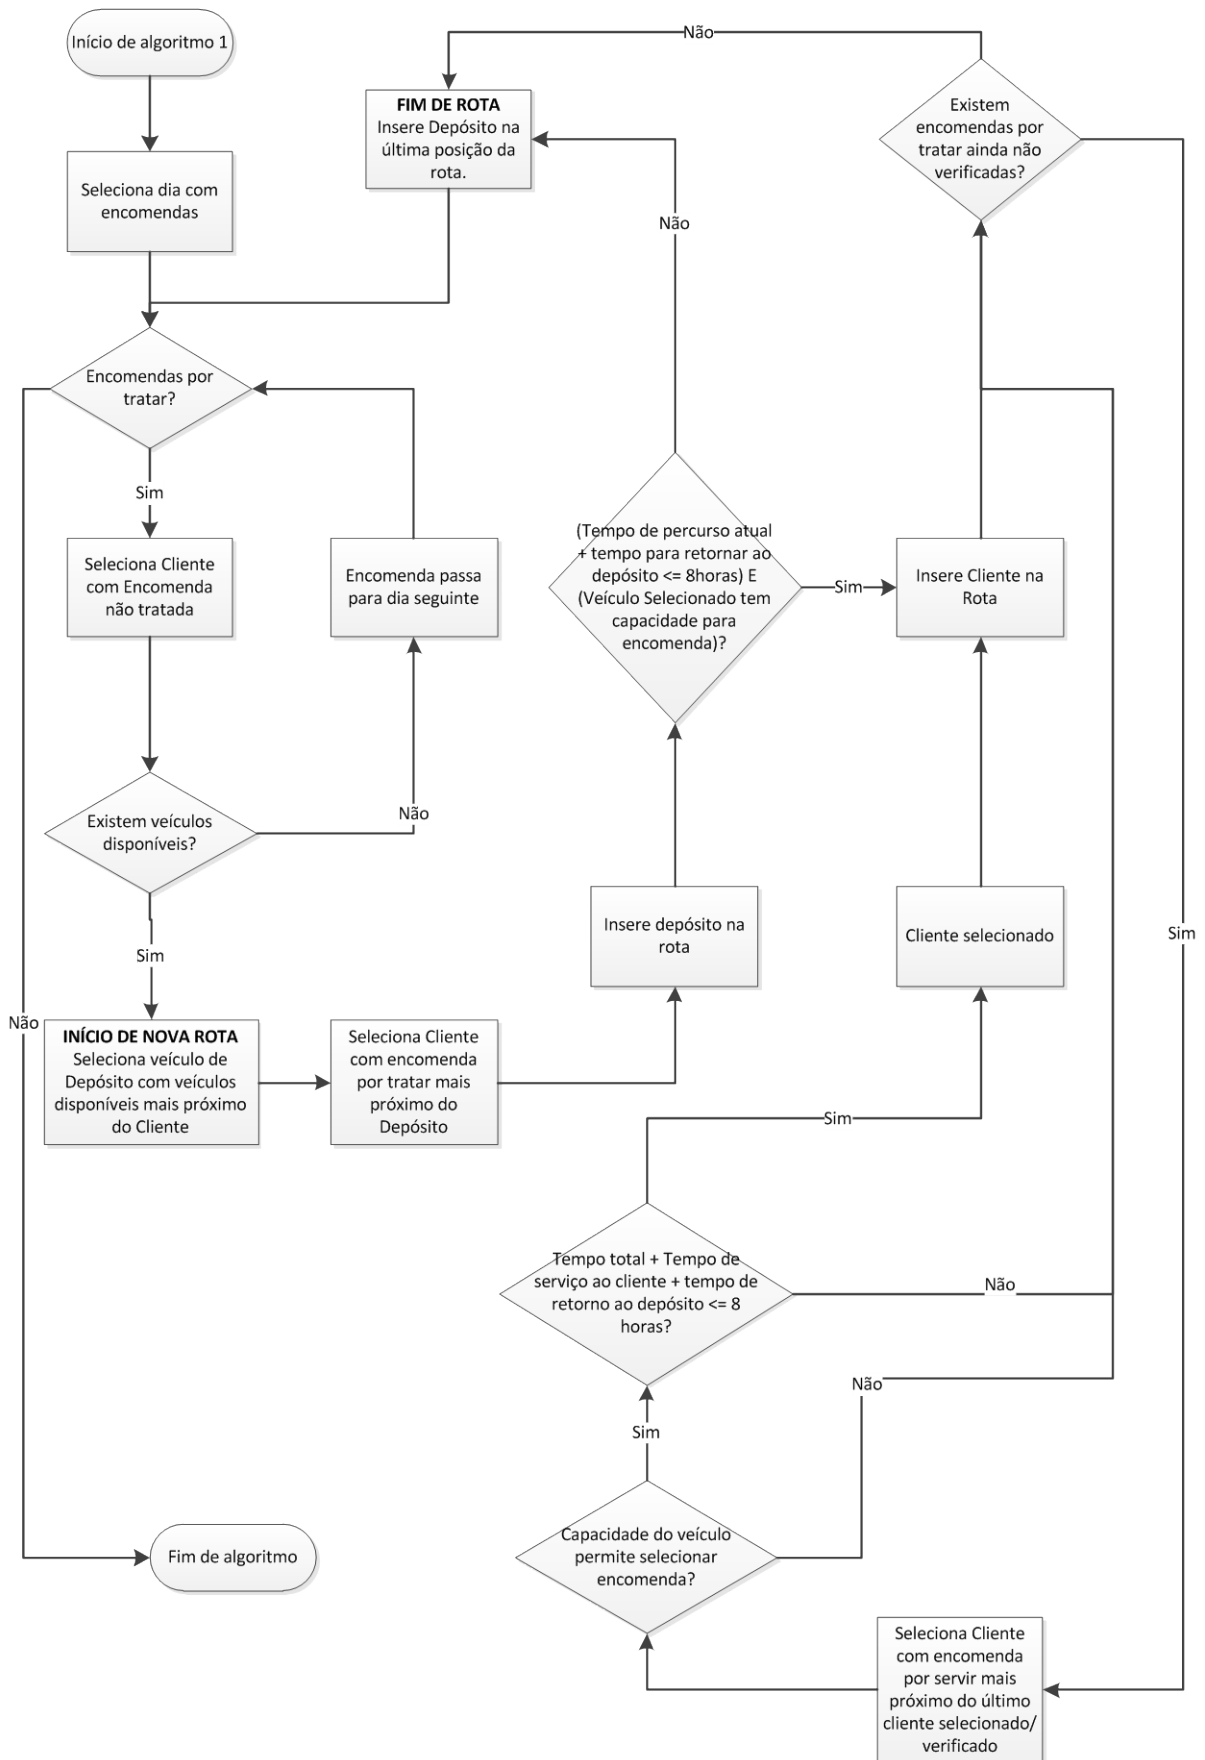 Início de algoritmo 1
Seleciona dia com
encomendas
FIM DE ROTA
Insere Depósito na
última posição da
rota.
Não
Existem
encomendas por
tratar ainda não
verificadas?
Não
Encomendas por
tratar?
Sim
Seleciona Cliente
com Encomenda
não tratada
Encomenda passa
para dia seguinte
(Tempo de percurso atual
+ tempo para retornar ao
depósito <= 8horas) E
(Veículo Selecionado tem
capacidade para
encomenda)?
Sim
Insere Cliente na
Rota
Existem veículos
disponíveis?
Não
Sim
Insere depósito na
rota
Cliente selecionado
Sim
Não
INÍCIO DE NOVA ROTA
Seleciona veículo de
Depósito com veículos
disponíveis mais próximo
do Cliente
Seleciona Cliente
com encomenda
por tratar mais
próximo do
Depósito
Sim
Tempo total + Tempo de
serviço ao cliente + tempo de
retorno ao depósito <= 8
horas?
Não
Não
Sim
Capacidade do veículo
permite selecionar
encomenda?
Fim de algoritmo
Seleciona Cliente
com encomenda
por servir mais
próximo do último
cliente selecionado/
verificado